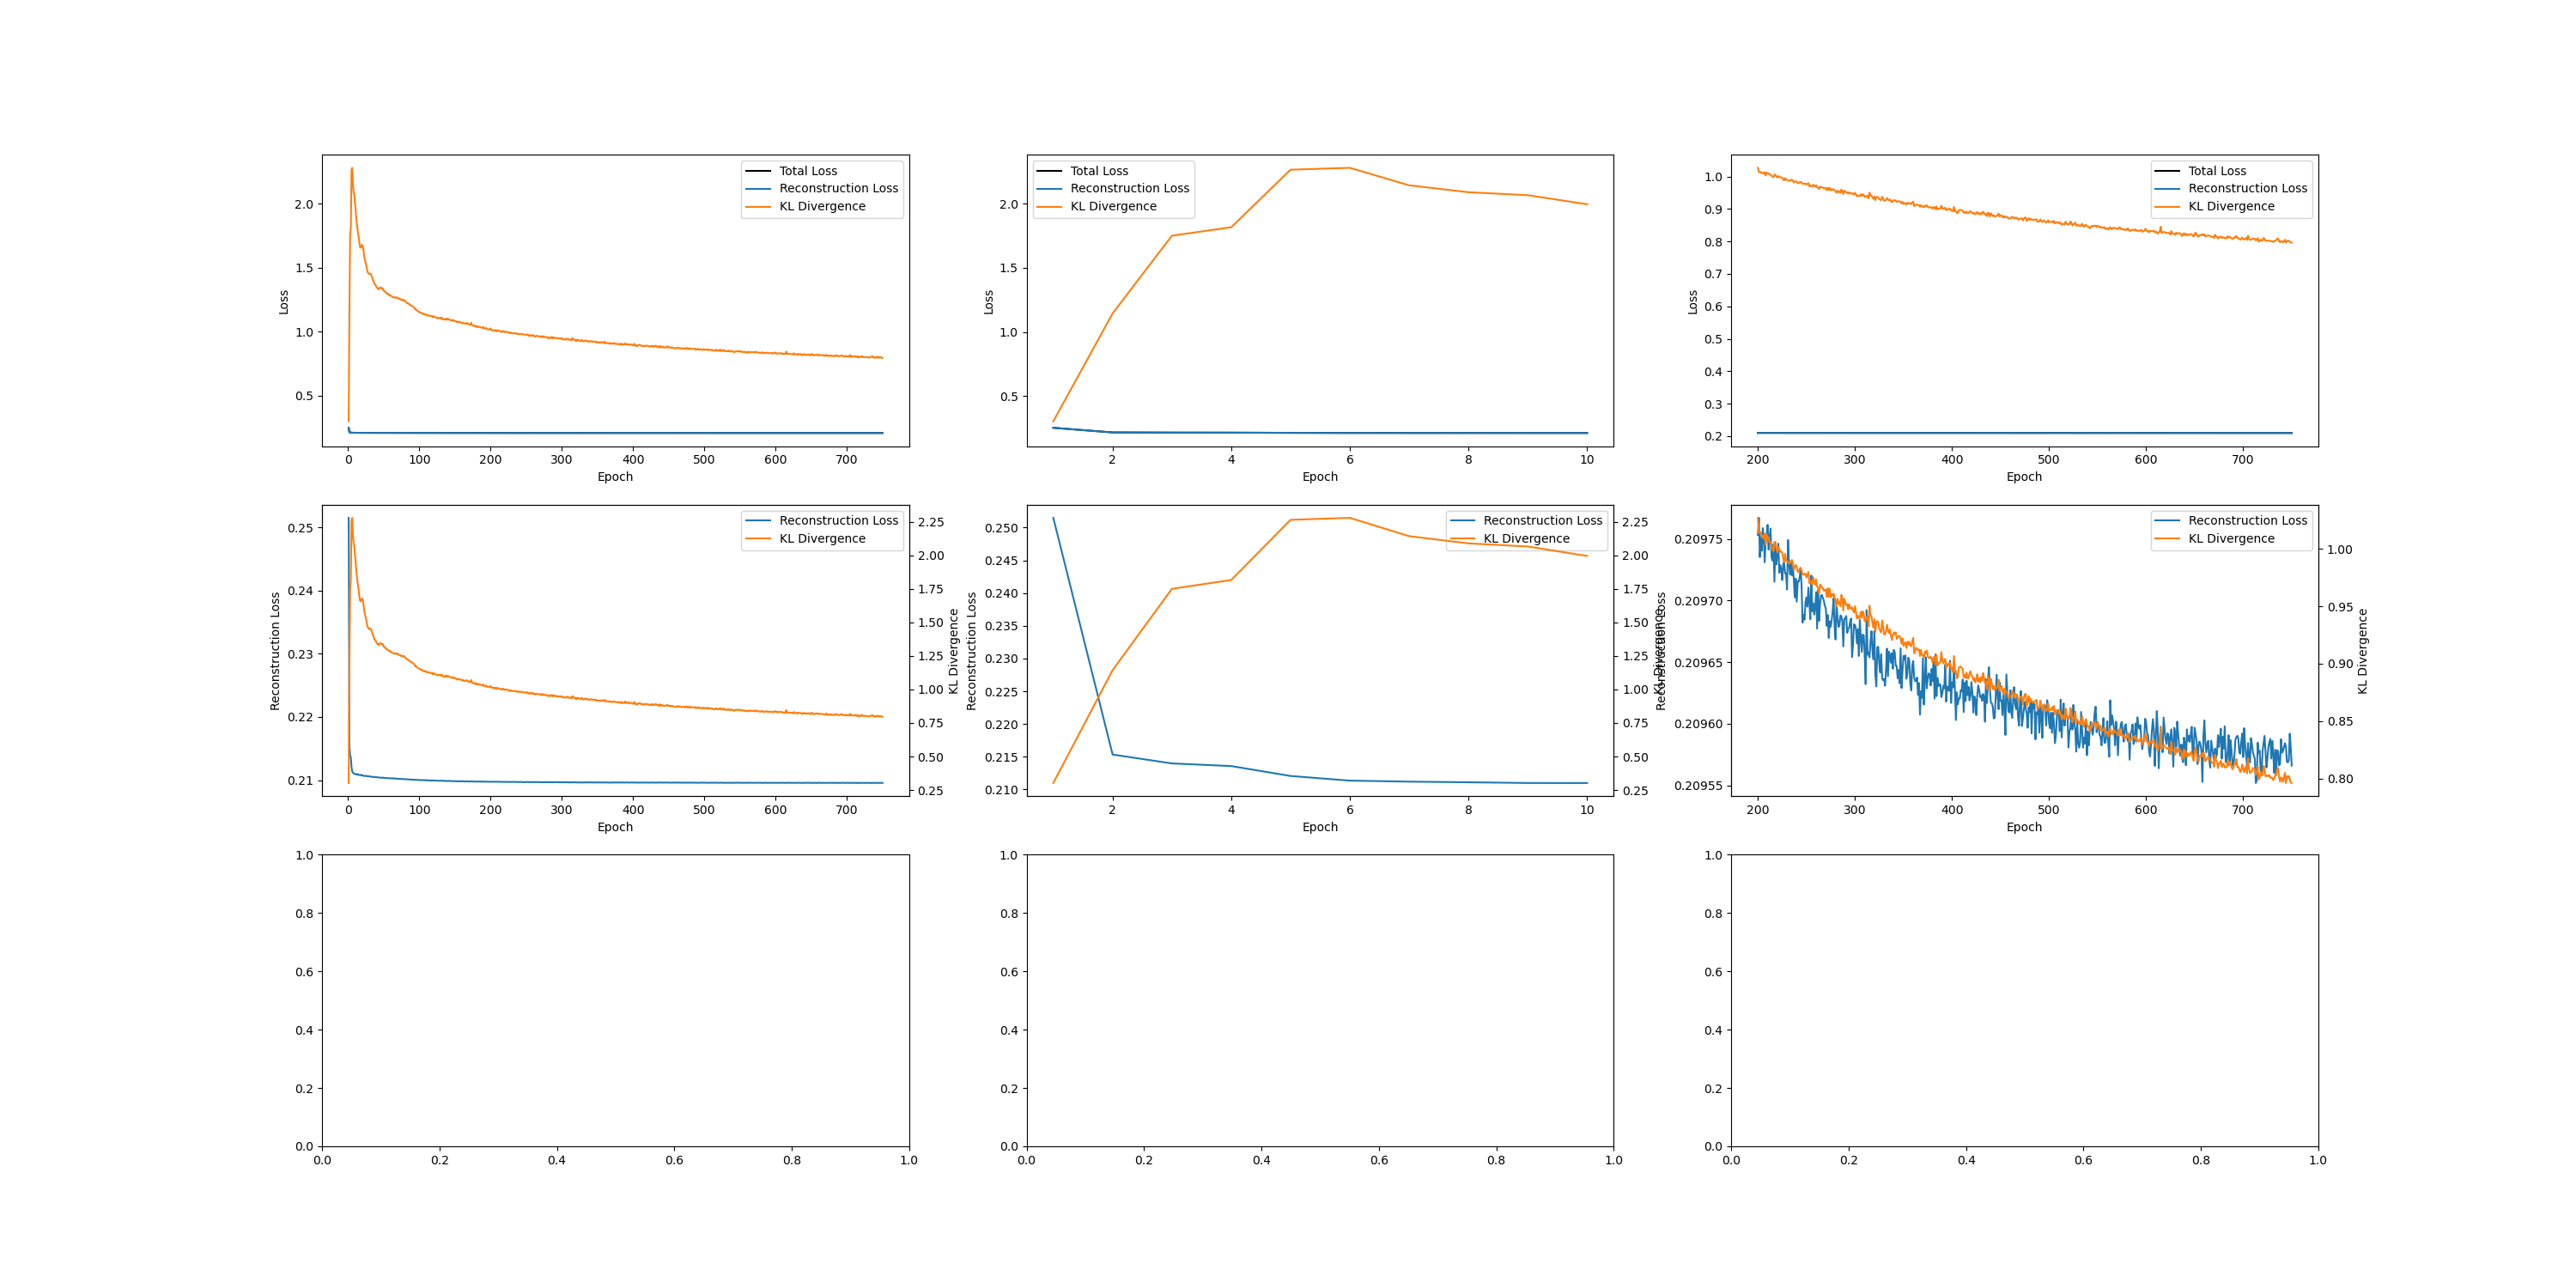 Total Loss
Reconstruction Loss
KL Divergence
2.0
1.5
1.0
0.5
Loss
0 100 200 300 400 500 600 700
Epoch
Total Loss
Reconstruction Loss
KL Divergence
2.0
1.5
1.0
0.5
Loss
2 4 6 8 10
Epoch
Total Loss
Reconstruction Loss
KL Divergence
1.0
0.9
0.8
0.7
0.6
0.5
0.4
0.3
0.2
Loss
200 300 400 500 600 700
Epoch
Reconstruction Loss
KL Divergence
0.25
0.24
0.23
0.22
0.21
Reconstruction Loss
2.25
2.00
1.75
1.50
1.25
1.00
0.75
0.50
0.25
KL Divergence
0 100 200 300 400 500 600 700
Epoch
Reconstruction Loss
KL Divergence
0.250
0.245
0.240
0.235
0.230
0.225
0.220
0.215
0.210
Reconstruction Loss
2.25
2.00
1.75
1.50
1.25
1.00
0.75
0.50
0.25
KL Divergence
2 4 6 8 10
Epoch
Reconstruction Loss
KL Divergence
0.20975
0.20970
0.20965
0.20960
0.20955
Reconstruction Loss
1.00
0.95
0.90
0.85
0.80
KL Divergence
200 300 400 500 600 700
Epoch
1.0
0.8
0.6
0.4
0.2
0.0
0.0 0.2 0.4 0.6 0.8 1.0
1.0
0.8
0.6
0.4
0.2
0.0
0.0 0.2 0.4 0.6 0.8 1.0
1.0
0.8
0.6
0.4
0.2
0.0
0.0 0.2 0.4 0.6 0.8 1.0